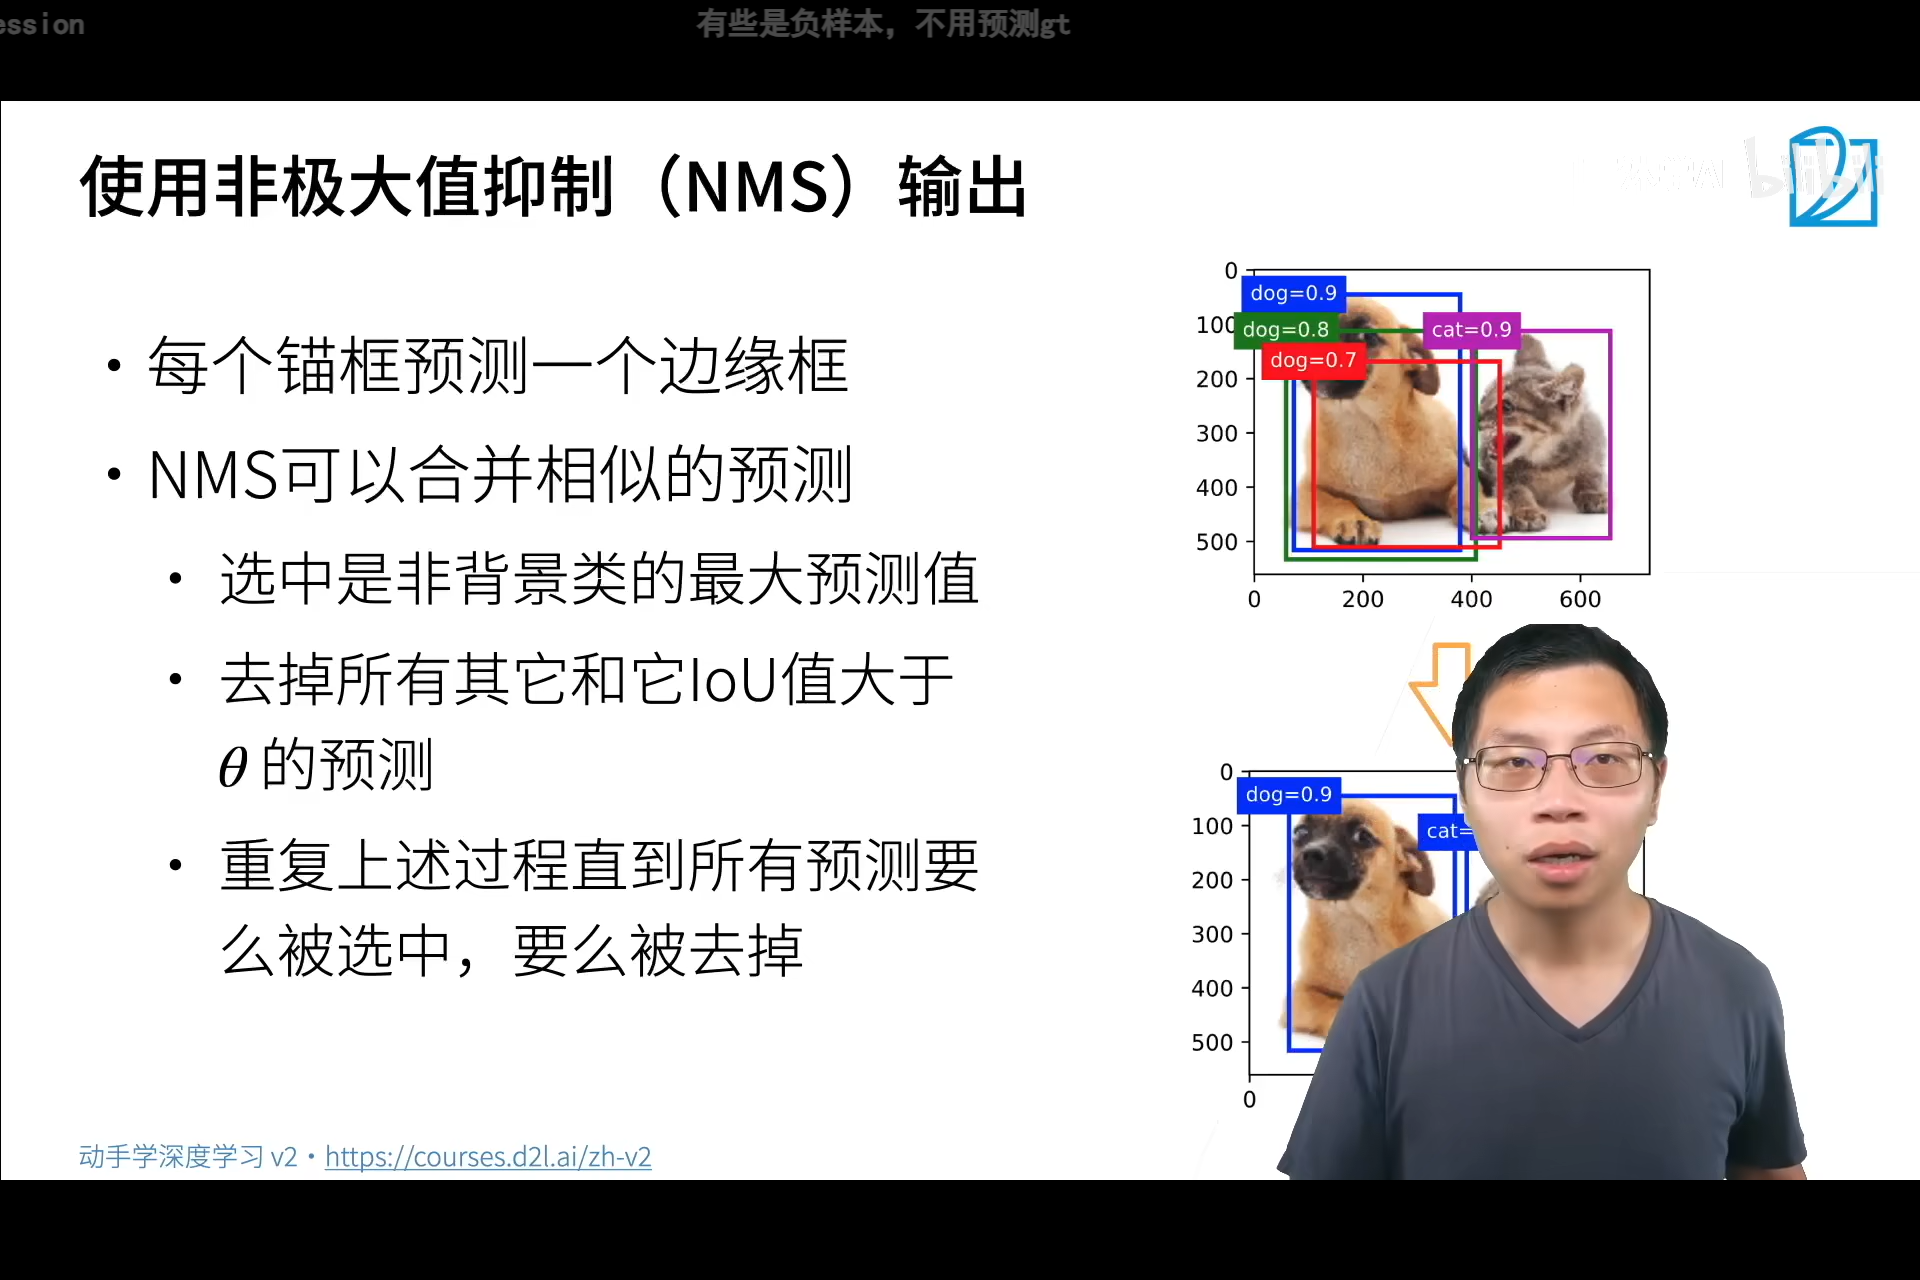 ession
有些是负样本，不用预测gt
使用非极大值抑制（NMS）输出
bilibili
• 每个锚框预测一个边缘框
• NMS可以合并相似的预测
• 选中是非背景类的最大预测值
• 去掉所有其它和它IoU值大于
θ 的预测
• 重复上述过程直到所有预测要
么被选中，要么被去掉
0
100
200
300
400
500
0 200 400 600
dog=0.9
dog=0.8
dog=0.7
cat=0.9
0
100
200
300
400
500
0
dog=0.9
cat=
动手学深度学习 v2 • https://courses.d2l.ai/zh-v2